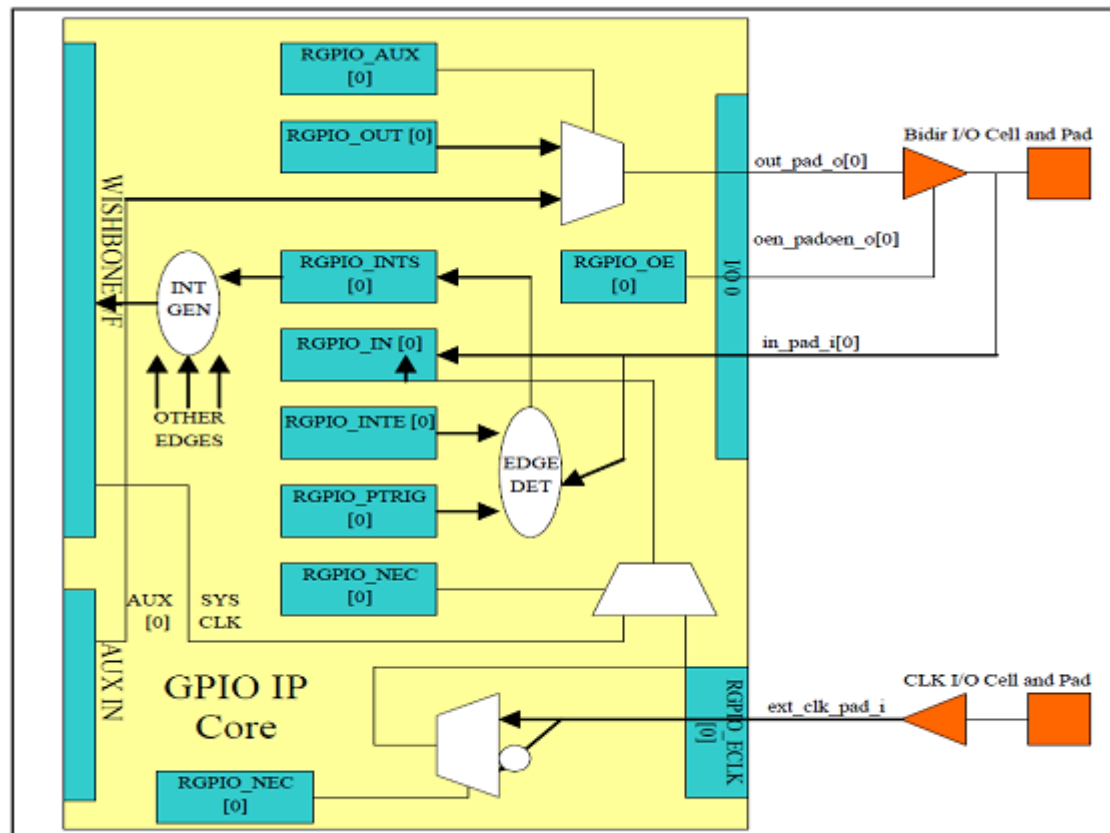 RGPIO_AUX
[0]
RGPIO_OUT [0]
WISHBONE I/F
out_pad_o[0]
Bidir I/O Cell and Pad
oen_padoen_o[0]
RGPIO_INTS
[0]
RGPIO_OE
[0]
I/O 0
INT
GEN
RGPIO_IN [0]
in_pad_i[0]
OTHER
EDGES
RGPIO_INTE [0]
EDGE
DET
RGPIO_PTRIG
[0]
RGPIO_NEC
[0]
AUX
[0]
SYS
CLK
AUX IN
GPIO IP
Core
RGPIO_ECLK
[0]
ext_clk_pad_i
CLK I/O Cell and Pad
RGPIO_NEC
[0]